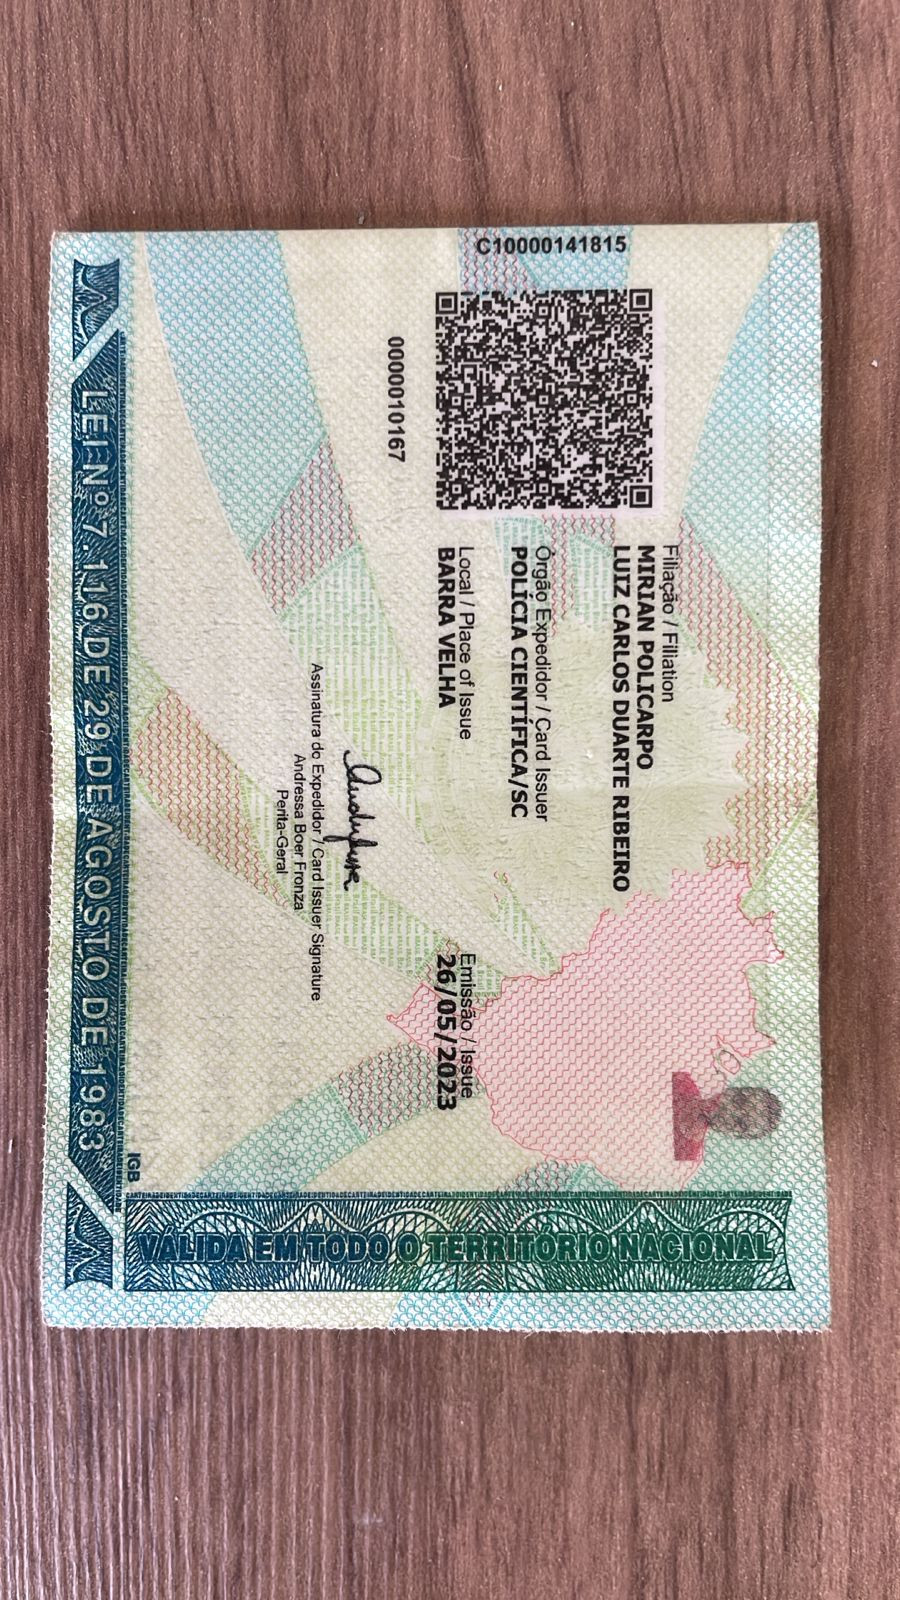 C10000141815
0000010167
Filiação / Filiation
MIRIAN POLICARPO
LUIZ CARLOS DUARTE RIBEIRO
Órgão Expedidor / Card Issuer
POLÍCIA CIENTÍFICA/SC
Local / Place of Issue
BARRA VELHA
Emissão / Issue
26/05/2023
Assinatura do Expedidor / Card Issuer Signature
Andressa Boer Fronza
Perita-Geral
IGB
LEI Nº 7.116 DE 29 DE AGOSTO DE 1983
VÁLIDA EM TODO O TERRITÓRIO NACIONAL